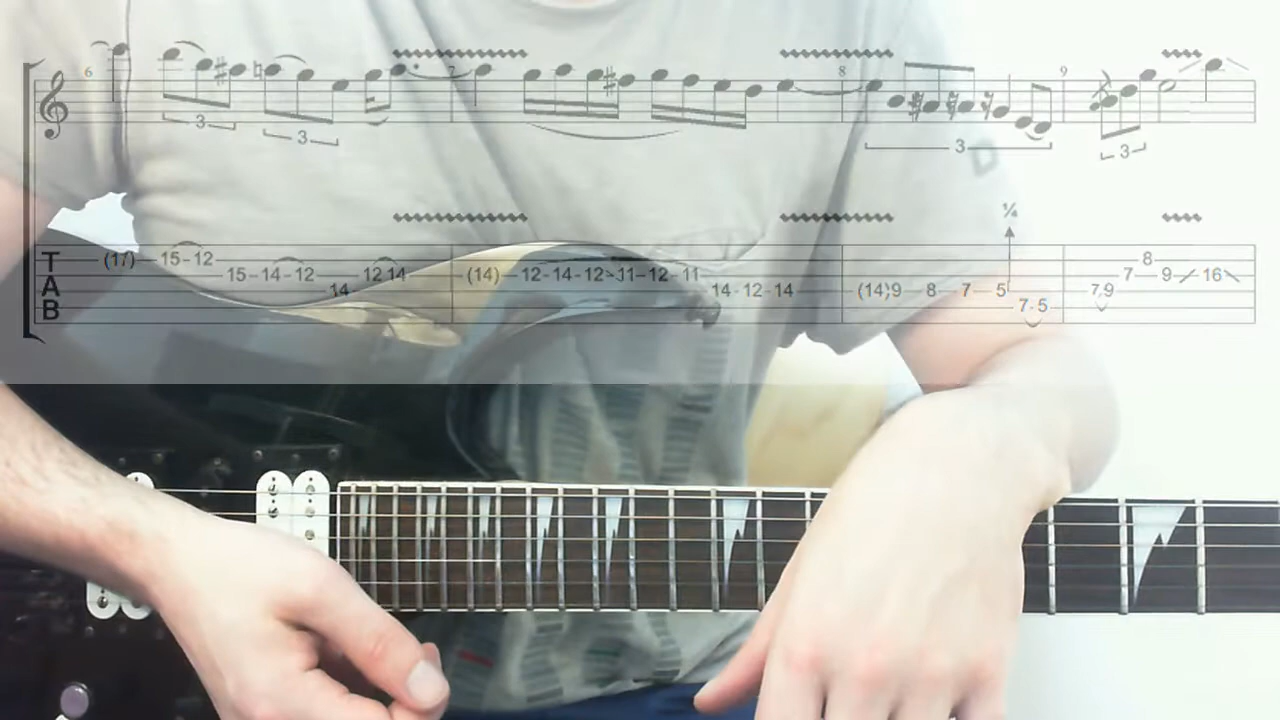 6 7 8 9
3 3 3 3
¼
(17) 15 12 8
15 14 12 12 14 (14) 12 14 12 11 12 11 7 9 16
14 14 12 14 (14) 9 8 7 5 7 9
7 5
T
A
B
D